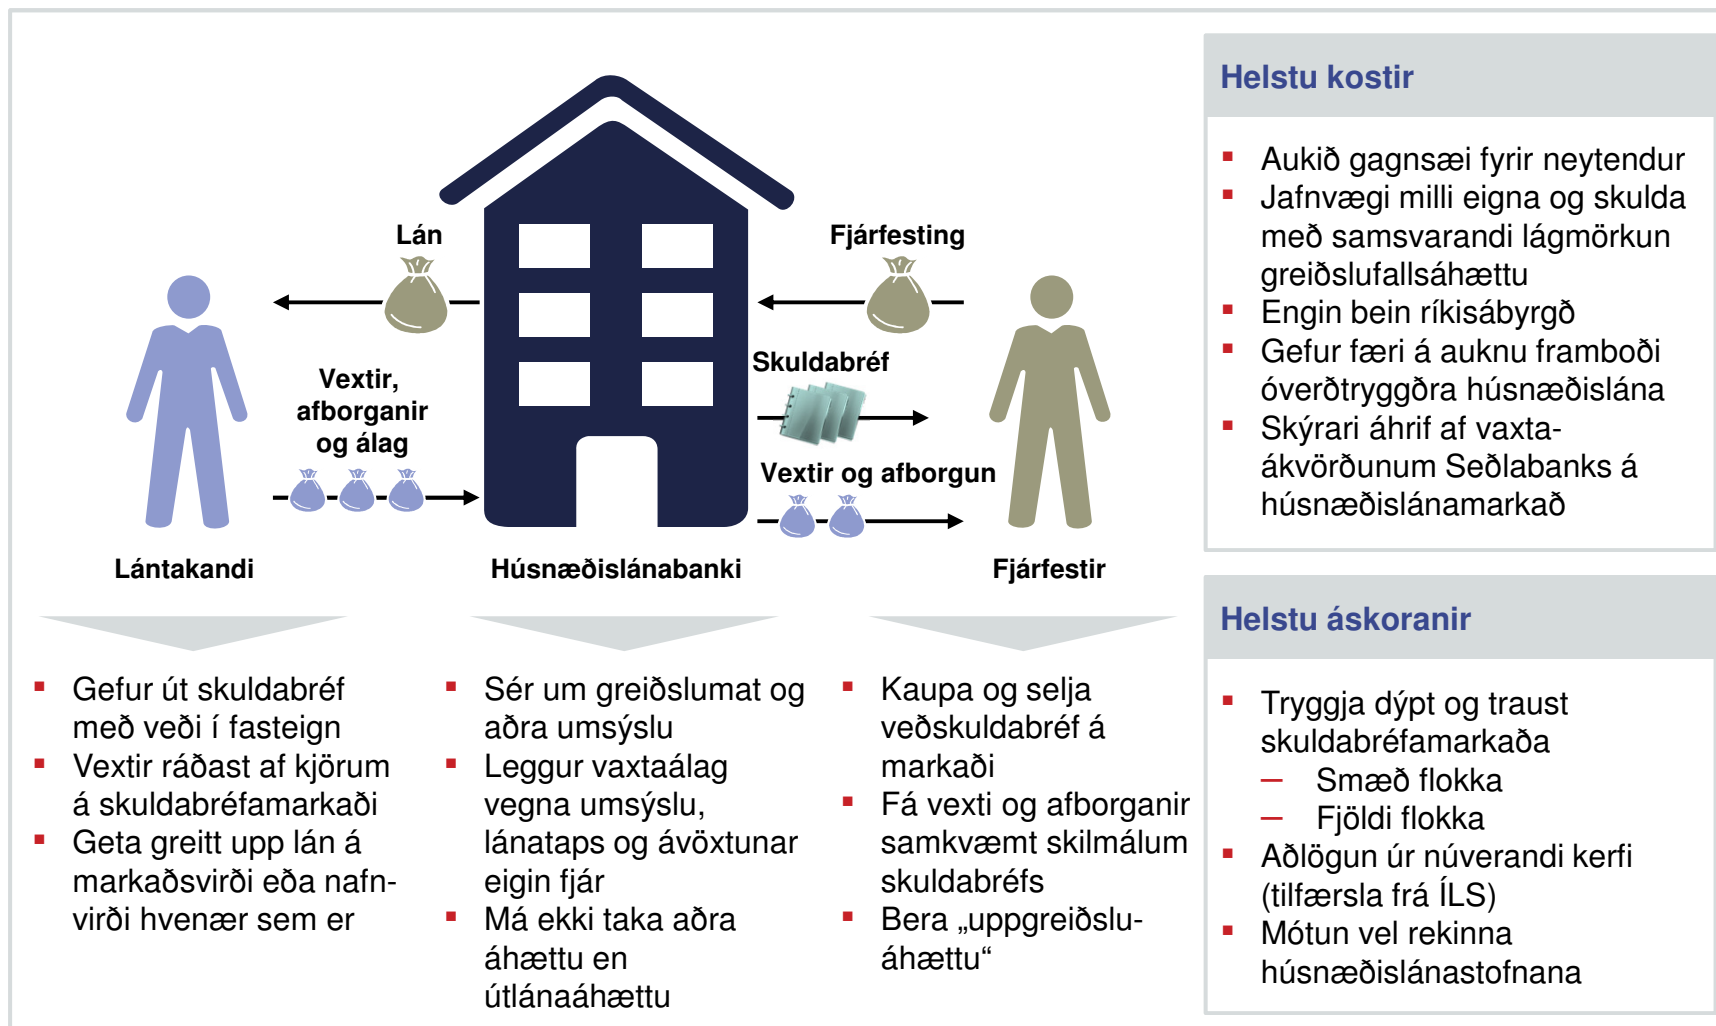 Lán
Fjárfesting
Vextir,
afborganir
og álag
Skuldabréf
Vextir og afborgun
Lántakandi
Húsnæðislánabanki
Fjárfestir
Gefur út skuldabréf
með veði í fasteign
Vextir ráðast af kjörum
á skuldabréfamarkaði
Geta greitt upp lán á
markaðsvirði eða nafn-
virði hvenær sem er
Sér um greiðslumat og
aðra umsýslu
Leggur vaxtaálag
vegna umsýslu,
lánataps og ávöxtunar
eigin fjár
Má ekki taka aðra
áhættu en
útlánaáhættu
Kaupa og selja
veðskuldabréf á
markaði
Fá vexti og afborganir
samkvæmt skilmálum
skuldabréfs
Bera „uppgreiðslu-
áhættu“
Helstu kostir
Aukið gagnsæi fyrir neytendur
Jafnvægi milli eigna og skulda
með samsvarandi lágmörkun
greiðslufallsáhættu
Engin bein ríkisábyrgð
Gefur færi á auknu framboði
óverðtryggðra húsnæðislána
Skýrari áhrif af vaxta-
ákvörðunum Seðlabanks á
húsnæðislánamarkað
Helstu áskoranir
Tryggja dýpt og traust
skuldabréfamarkaða
— Smæð flokka
— Fjöldi flokka
Aðlögun úr núverandi kerfi
(tilfærsla frá ÍLS)
Mótun vel rekinna
húsnæðislánastofnana